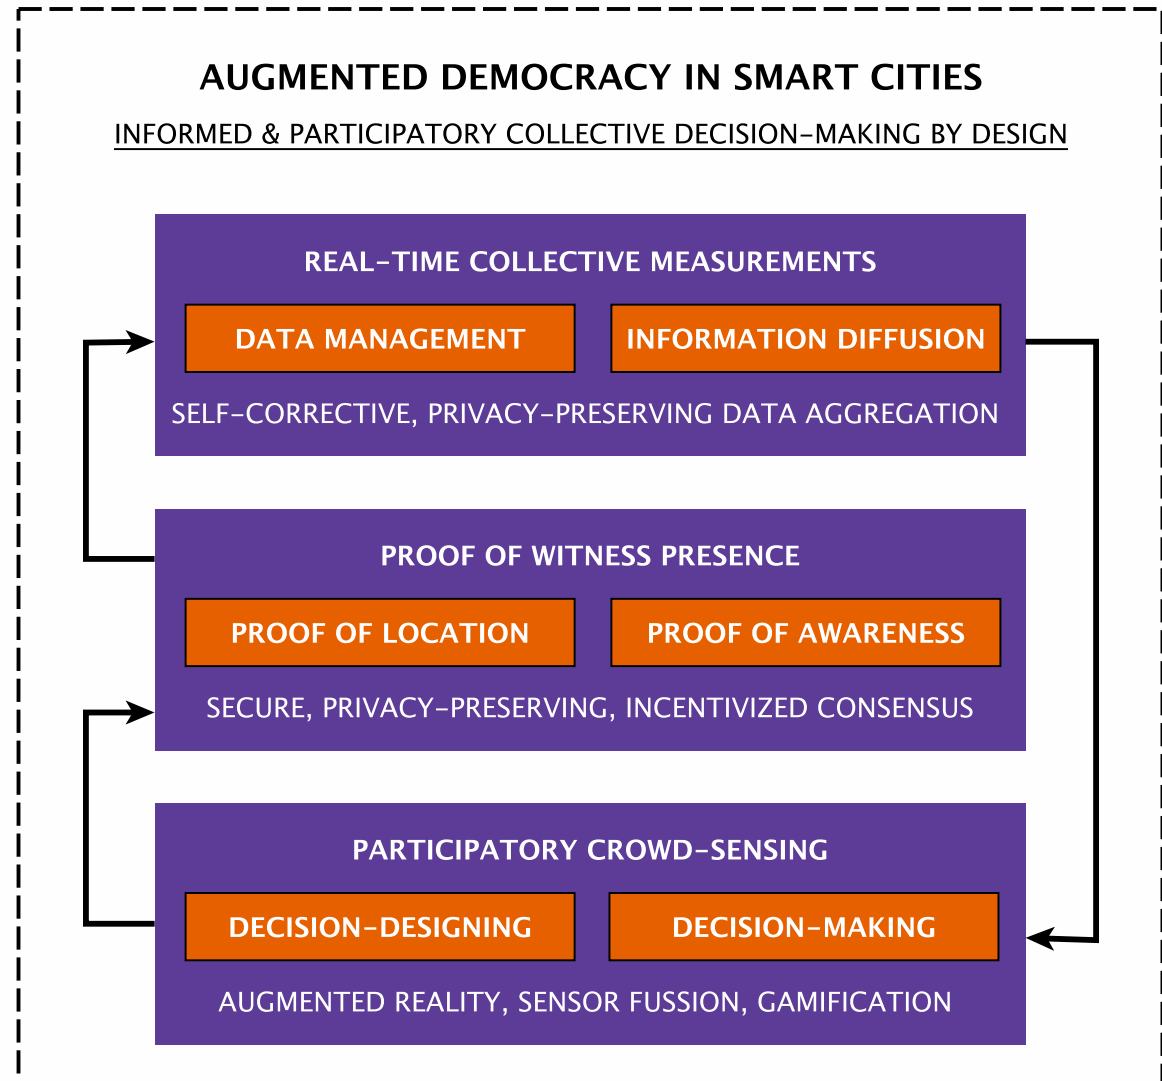 AUGMENTED DEMOCRACY IN SMART CITIES
INFORMED & PARTICIPATORY COLLECTIVE DECISION-MAKING BY DESIGN
REAL-TIME COLLECTIVE MEASUREMENTS
DATA MANAGEMENT
INFORMATION DIFFUSION
SELF-CORRECTIVE, PRIVACY-PRESERVING DATA AGGREGATION
PROOF OF WITNESS PRESENCE
PROOF OF LOCATION
PROOF OF AWARENESS
SECURE, PRIVACY-PRESERVING, INCENTIVIZED CONSENSUS
PARTICIPATORY CROWD-SENSING
DECISION-DESIGNING
DECISION-MAKING
AUGMENTED REALITY, SENSOR FUSSION, GAMIFICATION